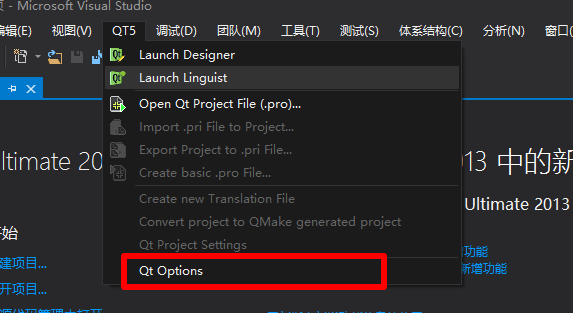 页 - Microsoft Visual Studio
编辑(E) 视图(V) QT5 调试(D) 团队(M) 工具(T) 测试(S) 体系结构(C) 分析(N) 窗口
Launch Designer
Launch Linguist
Open Qt Project File (.pro)...
Import .pri File to Project...
Export Project to .pri File...
Create basic .pro File...
Create new Translation File
Convert project to QMake generated project
Qt Project Settings
Qt Options
ltimate 20
013 中的新
Ultimate 2013
始
建项目...
功能
开项目...
新增功能